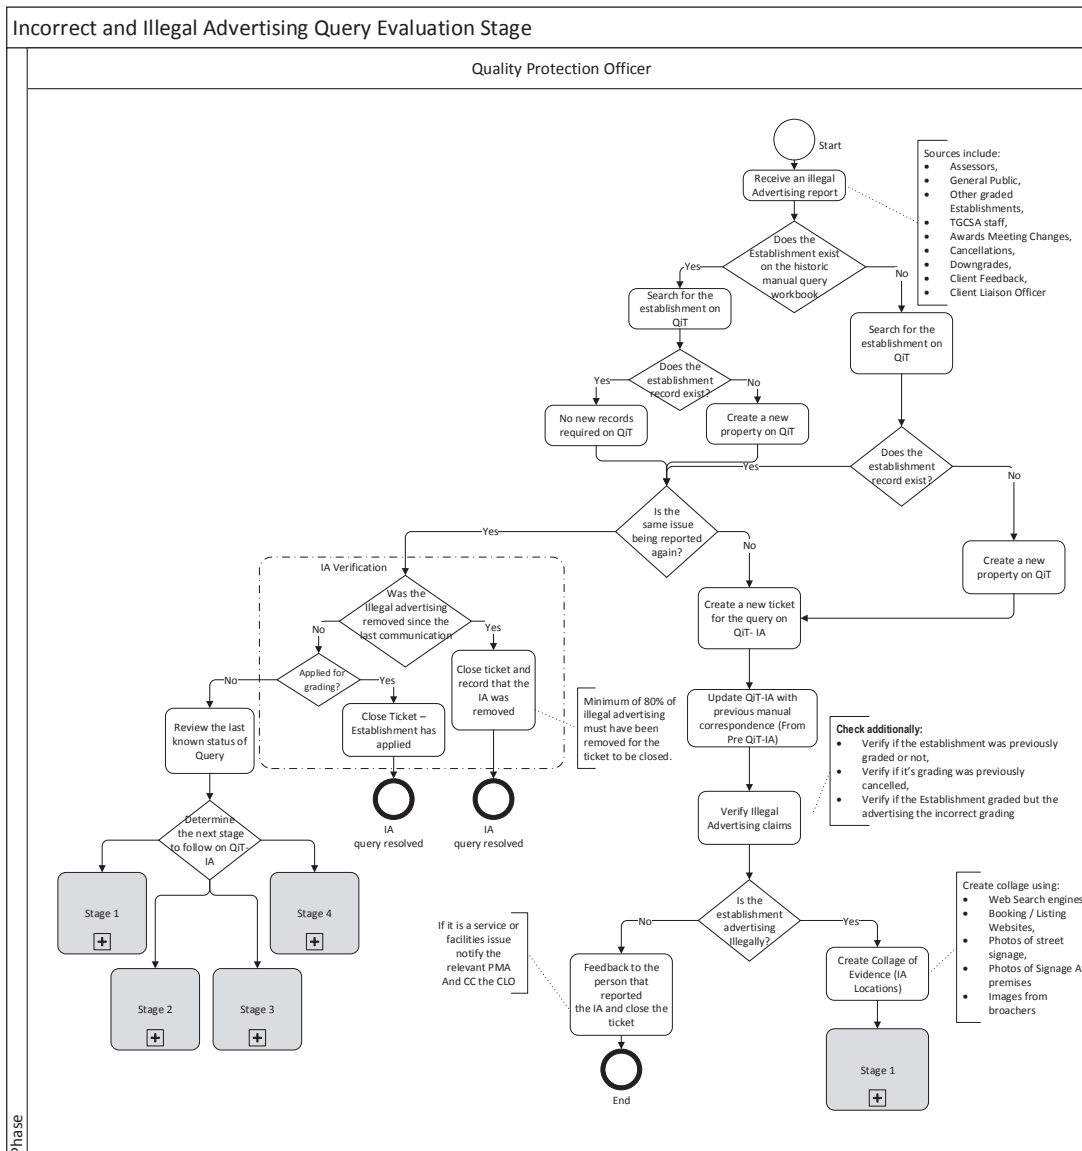 Incorrect and Illegal Advertising Query Evaluation Stage
Quality Protection Officer
Start
Receive an illegal
Advertising report
Sources include:
• Assessors,
• General Public,
• Other graded
Establishments,
• TGCSA staff,
• Awards Meeting Changes,
• Cancellations,
• Downgrades,
• Client Feedback,
• Client Liaison Officer
Does the
Establishment exist
on the historic
manual query
workbook
Yes
No
Search for the
establishment on
QiT
Search for the
establishment on
QiT
Does the
establishment
record exist?
Yes
No
No new records
required on QiT
Create a new
property on QiT
Does the
establishment
record exist?
Yes
No
Is the
same issue
being reported
again?
Yes
No
Create a new
property on QiT
IA Verification
Was the
Illegal advertising
removed since the
last communication
No
Yes
Create a new ticket
for the query on
QiT- IA
Applied for
grading?
No
Yes
Close ticket and
record that the
IA was
removed
Minimum of 80% of
illegal advertising
must have been
removed for the
ticket to be closed.
Review the last
known status of
Query
Close Ticket –
Establishment has
applied
Update QiT-IA with
previous manual
correspondence (From
Pre QiT-IA)
Check additionally:
• Verify if the establishment was previously
graded or not,
• Verify if it's grading was previously
cancelled,
• Verify if the Establishment graded but the
advertising the incorrect grading
IA
query resolved
IA
query resolved
Verify Illegal
Advertising claims
Determine
the next stage
to follow on QiT-
IA
Stage 1
Stage 4
Stage 2
Stage 3
Is the
establishment
advertising
Illegally?
No
Yes
If it is a service or
facilities issue
notify the
relevant PMA
And CC the CLO
Feedback to the
person that
reported
the IA and close the
ticket
Create Collage of
Evidence (IA
Locations)
Create collage using:
• Web Search engines
• Booking / Listing
Websites,
• Photos of street
signage,
• Photos of Signage A
premises
• Images from
broachers
End
Stage 1
Phase